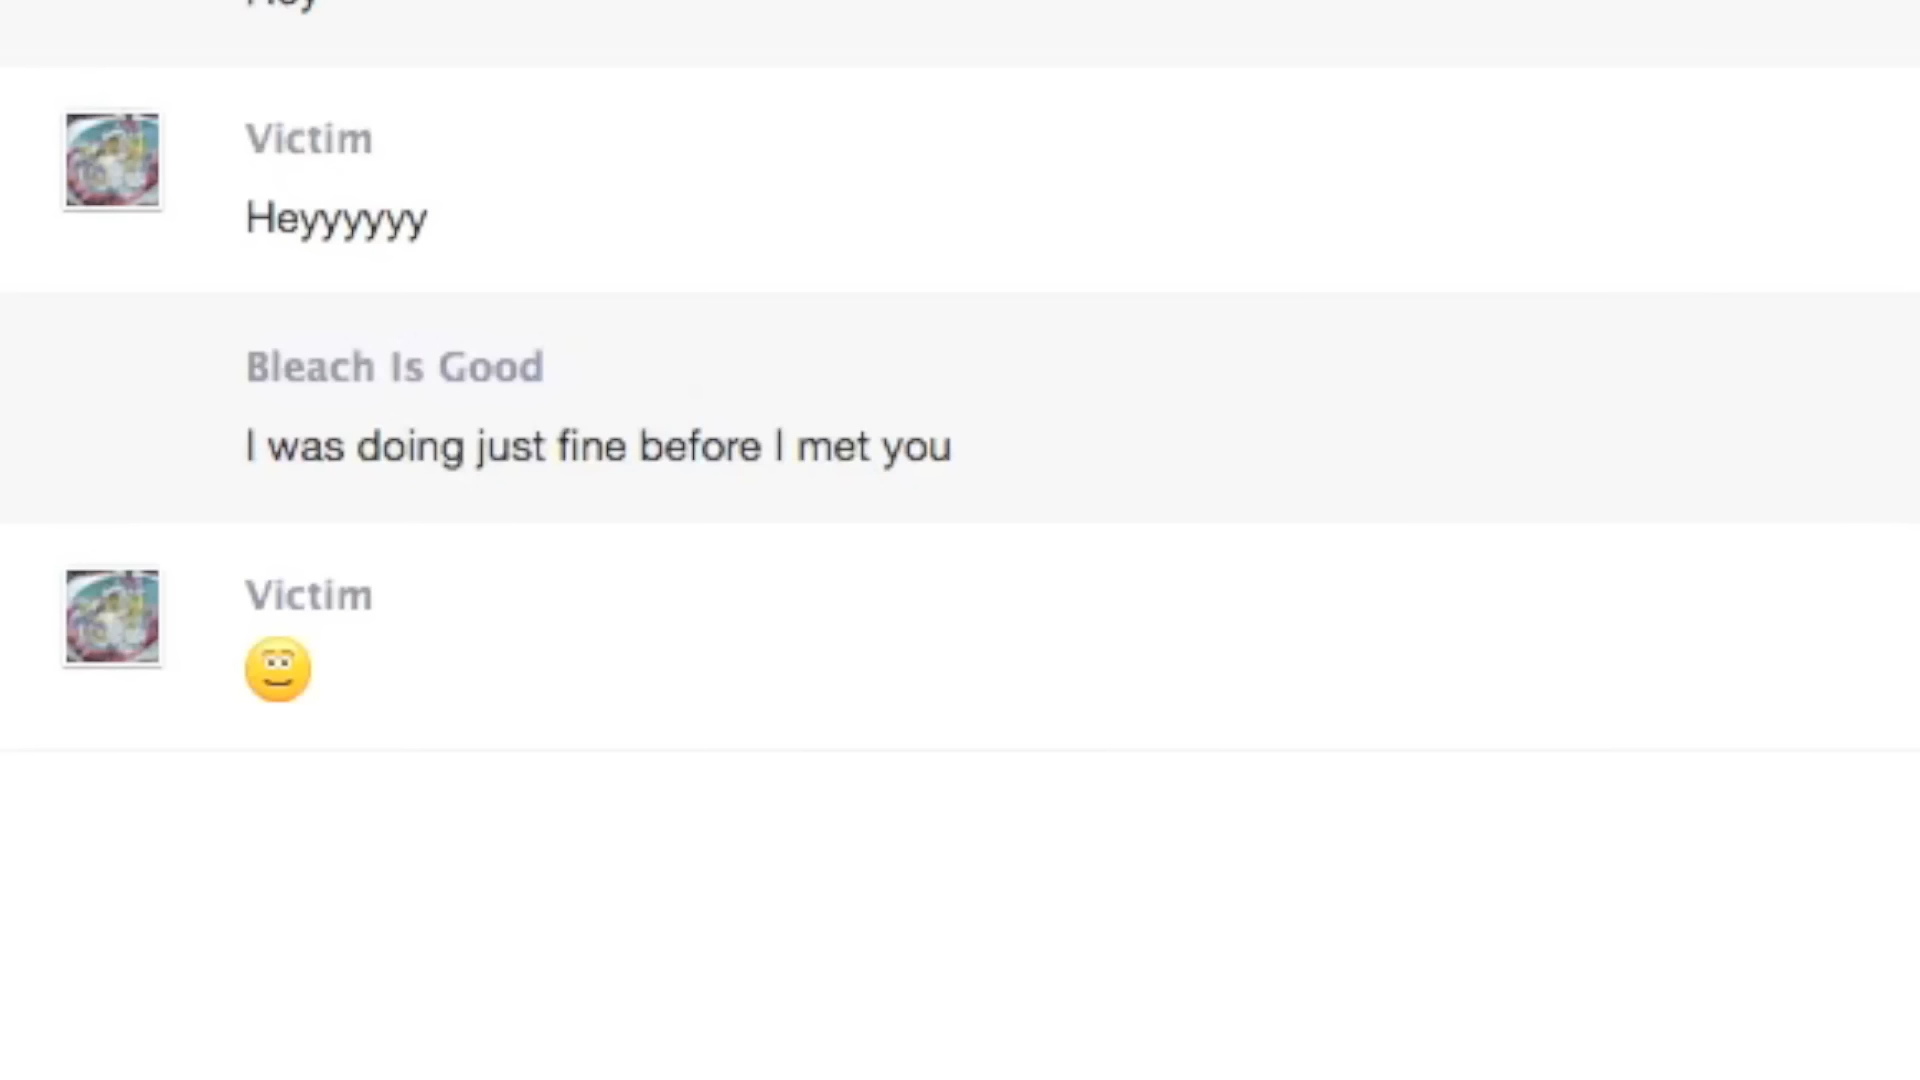 Victim
Heyyyyyy
Bleach Is Good
I was doing just fine before I met you
Victim